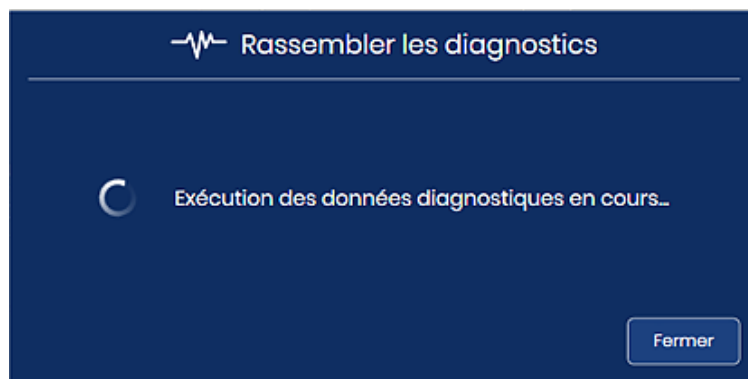 Rassembler les diagnostics
Exécution des données diagnostiques en cours...
Fermer